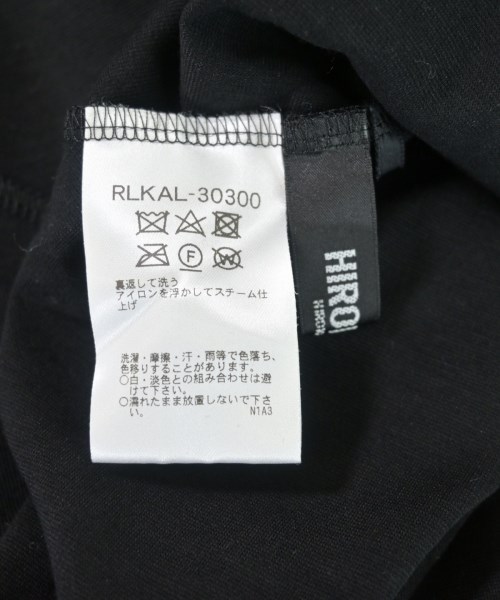 RLKAL-30300
F
W
裏返して洗う
アイロンを浮かしてスチーム仕
上げ
洗濯・摩擦・汗・雨等で色落ち、
色移りすることがあります。
○白・淡色との組み合わせは避
けて下さい。
○濡れたまま放置しないで下さ
い。
N1A3
HIRO
HIRO